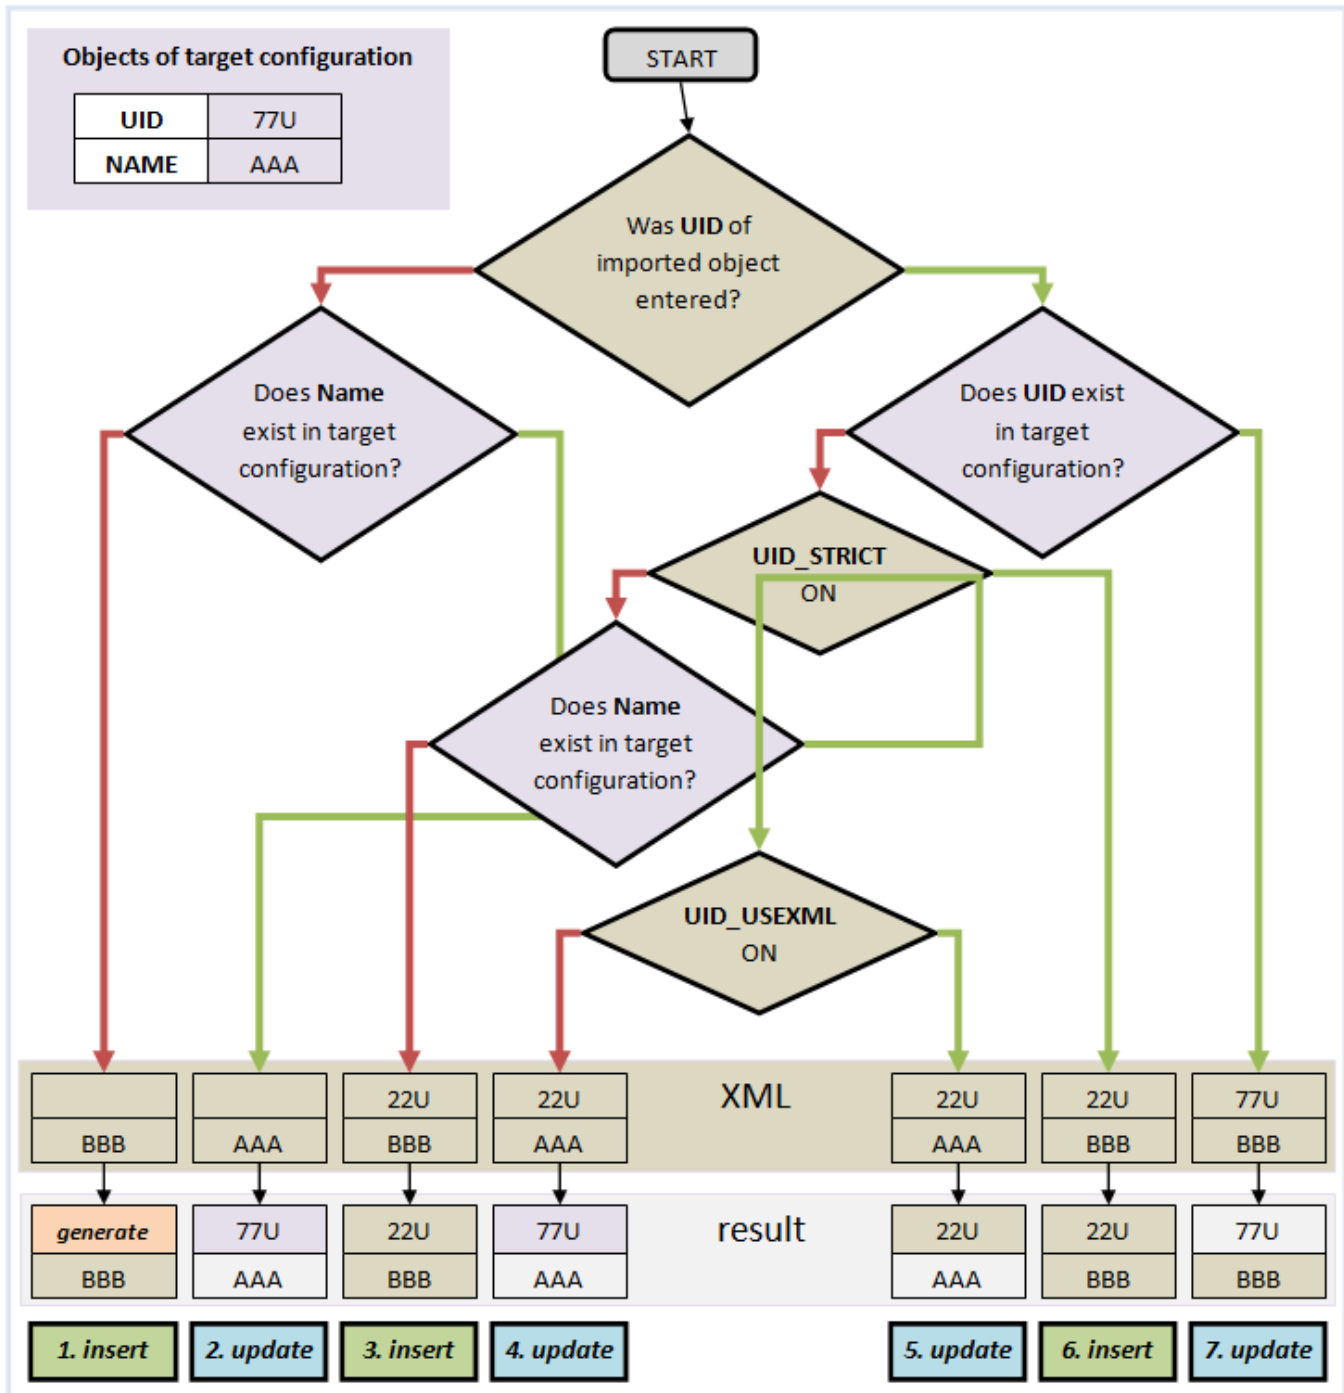 Objects of target configuration
UID 77U
NAME AAA
START
Was UID of
imported object
entered?
Does Name
exist in target
configuration?
Does UID exist
in target
configuration?
UID_STRICT
ON
Does Name
exist in target
configuration?
UID_USEXML
ON
22U 22U XML 22U 22U 77U
BBB AAA BBB AAA AAA BBB BBB
generate 77U 22U 77U result 22U 22U 77U
BBB AAA BBB AAA AAA BBB BBB
1. insert 2. update 3. insert 4. update 5. update 6. insert 7. update